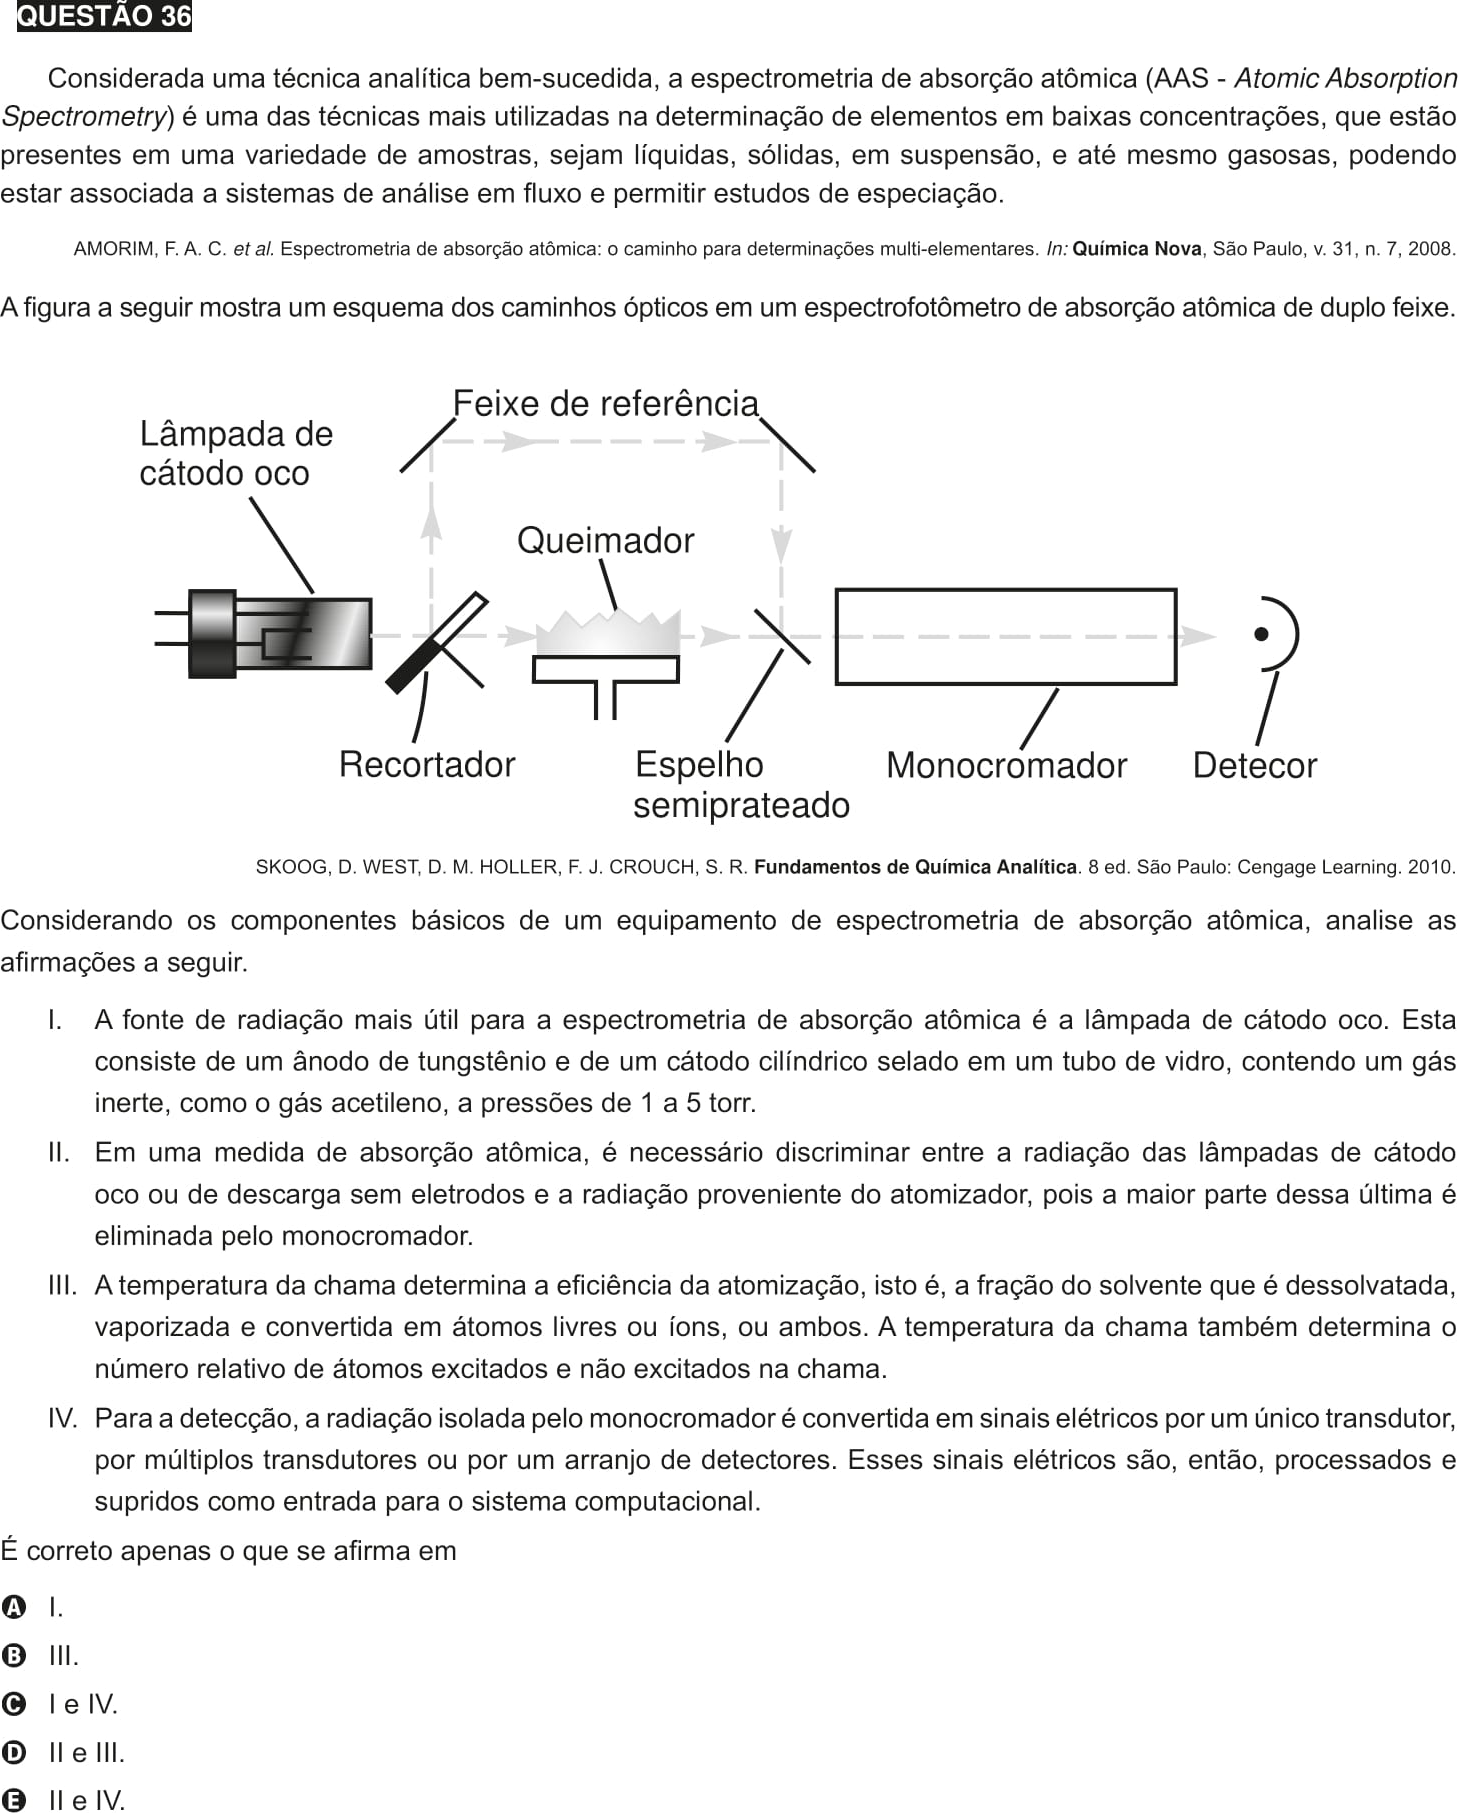 QUESTÃO 36
Considerada uma técnica analítica bem-sucedida, a espectrometria de absorção atômica (AAS - Atomic Absorption
Spectrometry) é uma das técnicas mais utilizadas na determinação de elementos em baixas concentrações, que estão
presentes em uma variedade de amostras, sejam líquidas, sólidas, em suspensão, e até mesmo gasosas, podendo
estar associada a sistemas de análise em fluxo e permitir estudos de especiação.
AMORIM, F. A. C. et al. Espectrometria de absorção atômica: o caminho para determinações multi-elementares. In: Química Nova, São Paulo, v. 31, n. 7, 2008.
A figura a seguir mostra um esquema dos caminhos ópticos em um espectrofotômetro de absorção atômica de duplo feixe.
Feixe de referência
Lâmpada de
cátodo oco
Queimador
Recortador
Espelho
semiprateado
Monocromador
Detecor
SKOOG, D. WEST, D. M. HOLLER, F. J. CROUCH, S. R. Fundamentos de Química Analítica. 8 ed. São Paulo: Cengage Learning. 2010.
Considerando os componentes básicos de um equipamento de espectrometria de absorção atômica, analise as
afirmações a seguir.
I. A fonte de radiação mais útil para a espectrometria de absorção atômica é a lâmpada de cátodo oco. Esta
consiste de um ânodo de tungstênio e de um cátodo cilíndrico selado em um tubo de vidro, contendo um gás
inerte, como o gás acetileno, a pressões de 1 a 5 torr.
II. Em uma medida de absorção atômica, é necessário discriminar entre a radiação das lâmpadas de cátodo
oco ou de descarga sem eletrodos e a radiação proveniente do atomizador, pois a maior parte dessa última é
eliminada pelo monocromador.
III. A temperatura da chama determina a eficiência da atomização, isto é, a fração do solvente que é dessolvatada,
vaporizada e convertida em átomos livres ou íons, ou ambos. A temperatura da chama também determina o
número relativo de átomos excitados e não excitados na chama.
IV. Para a detecção, a radiação isolada pelo monocromador é convertida em sinais elétricos por um único transdutor,
por múltiplos transdutores ou por um arranjo de detectores. Esses sinais elétricos são, então, processados e
supridos como entrada para o sistema computacional.
É correto apenas o que se afirma em
A I.
B III.
C I e IV.
D II e III.
E II e IV.